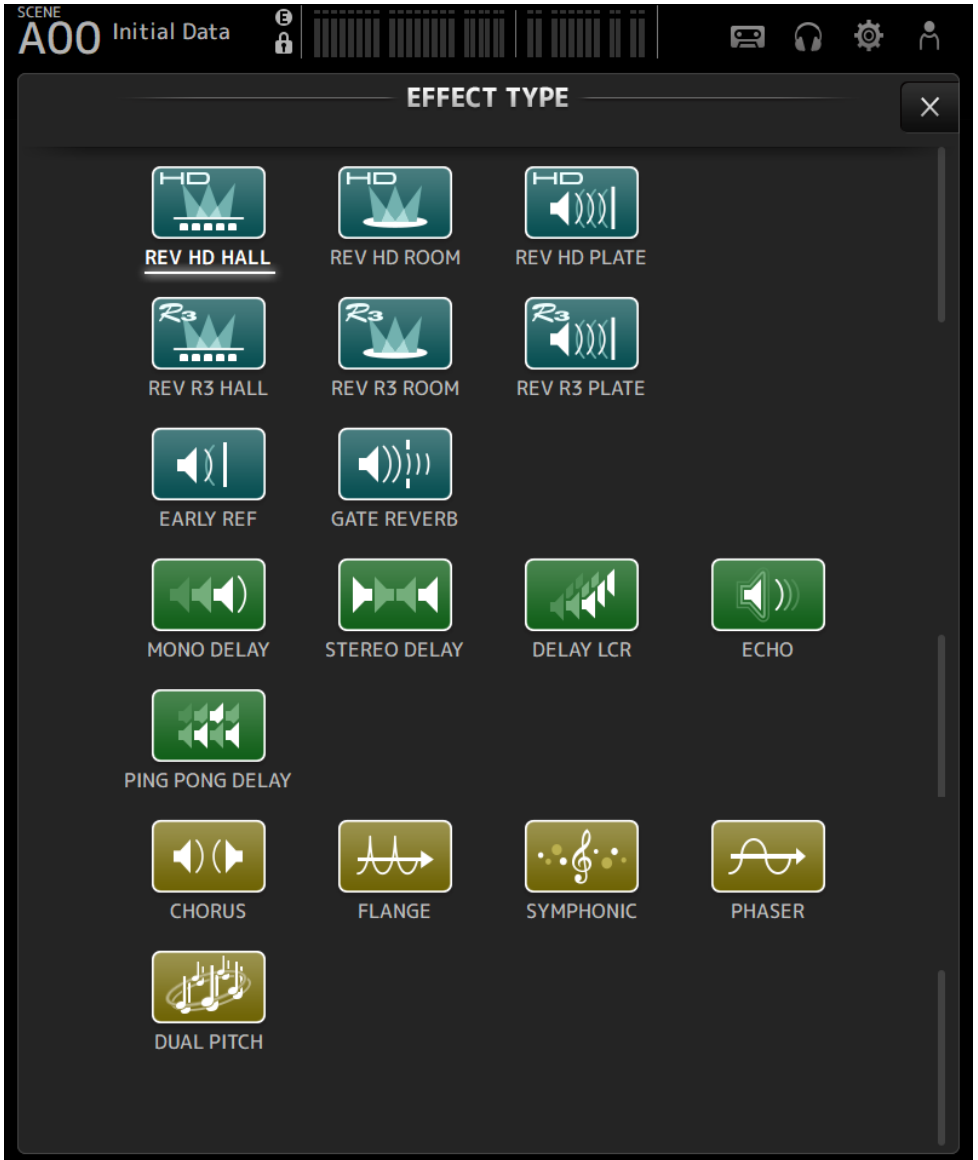 SCENE
A00 Initial Data
E
EFFECT TYPE
HD HD HD
REV HD HALL REV HD ROOM REV HD PLATE
R3 R3 R3
REV R3 HALL REV R3 ROOM REV R3 PLATE
EARLY REF GATE REVERB
MONO DELAY STEREO DELAY DELAY LCR ECHO
PING PONG DELAY
CHORUS FLANGE SYMPHONIC PHASER
DUAL PITCH